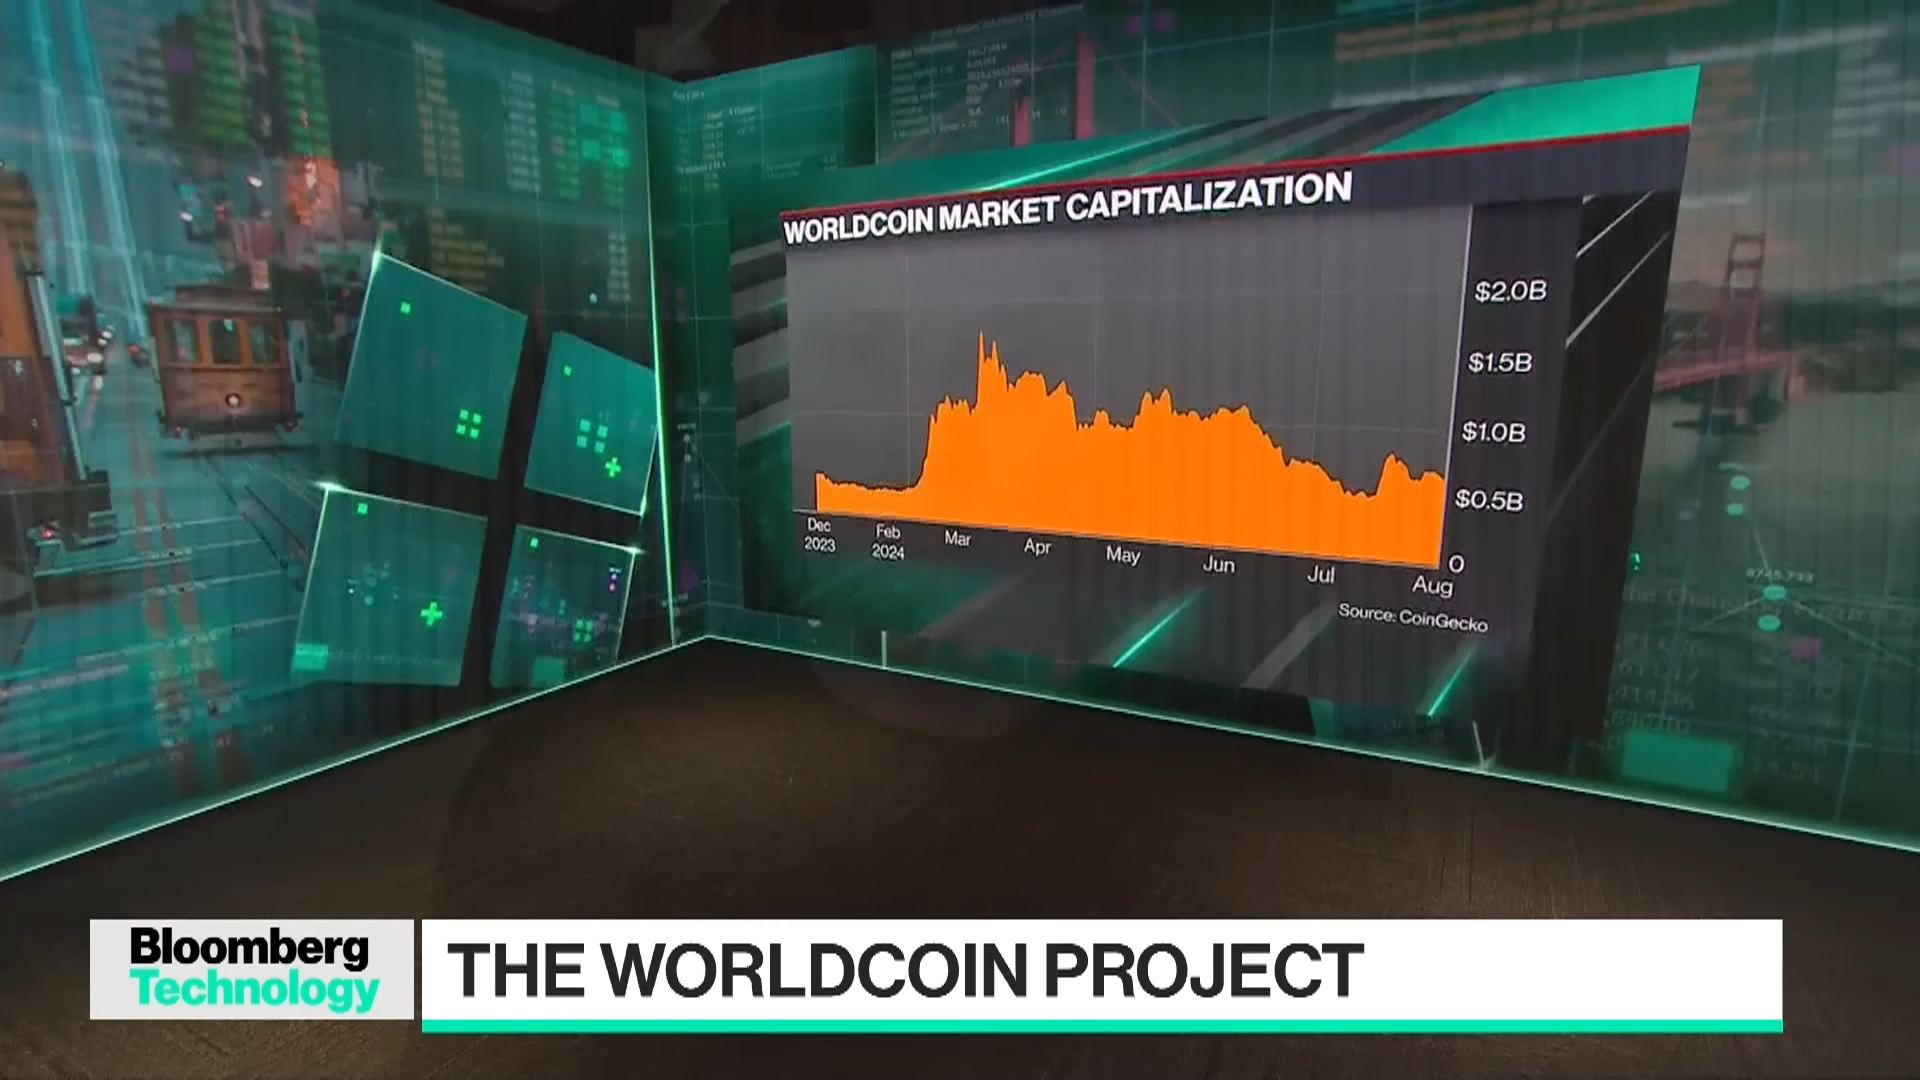 WORLDCOIN MARKET CAPITALIZATION
$2.0B
$1.5B
$1.0B
$0.5B
0
Dec
2023
Feb
2024
Mar
Apr
May
Jun
Jul
Aug
Source: CoinGecko
Bloomberg
Technology
THE WORLDCOIN PROJECT